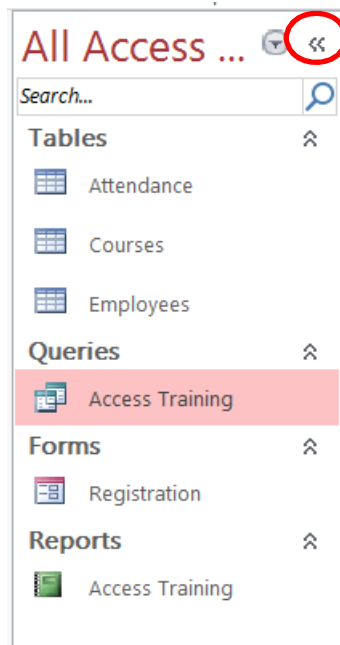 All Access ... «
Search...
Tables
Attendance
Courses
Employees
Queries
Access Training
Forms
Registration
Reports
Access Training